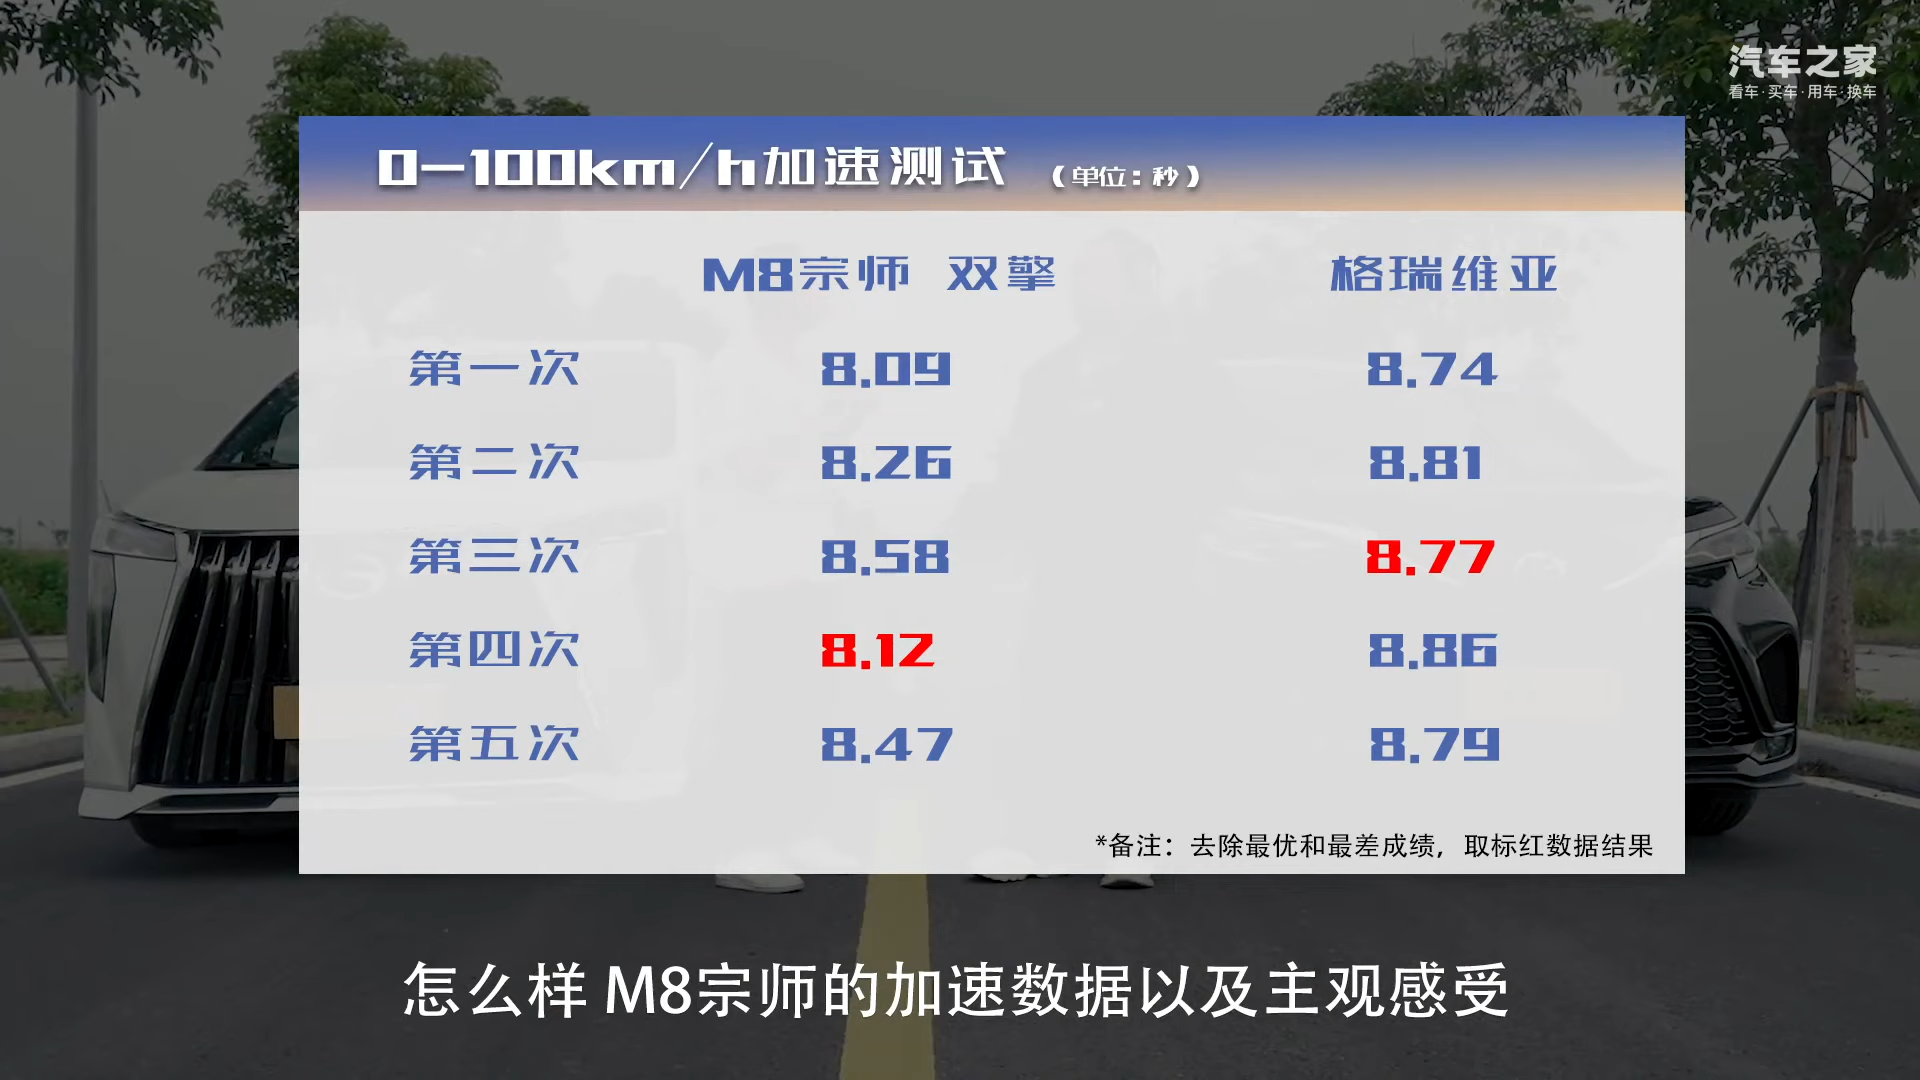 汽车之家
看车·买车·用车·换车
0-100km/h加速测试 (单位:秒)
M8宗师 双擎 格瑞维亚
第一次 8.09 8.74
第二次 8.26 8.81
第三次 8.58 8.77
第四次 8.12 8.86
第五次 8.47 8.79
*备注：去除最优和最差成绩，取标红数据结果
怎么样 M8宗师的加速数据以及主观感受